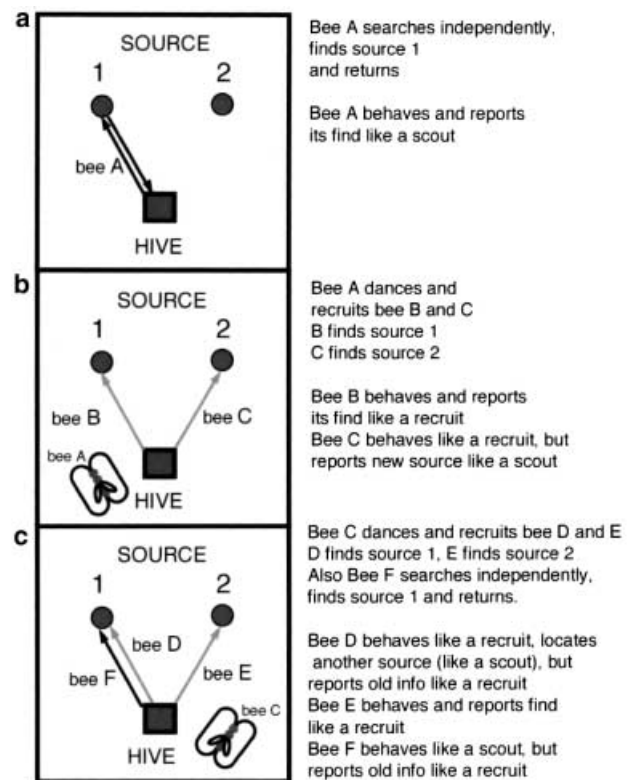 a
SOURCE
1 2
bee A
HIVE
Bee A searches independently,
finds source 1
and returns
Bee A behaves and reports
its find like a scout
b
SOURCE
1 2
bee B
bee C
bee A
HIVE
Bee A dances and
recruits bee B and C
B finds source 1
C finds source 2
Bee B behaves and reports
its find like a recruit
Bee C behaves like a recruit, but
reports new source like a scout
c
SOURCE
1 2
bee D
bee F
bee E
bee C
HIVE
Bee C dances and recruits bee D and E
D finds source 1, E finds source 2
Also Bee F searches independently,
finds source 1 and returns.
Bee D behaves like a recruit, locates
another source (like a scout), but
reports old info like a recruit
Bee E behaves and reports find
like a recruit
Bee F behaves like a scout, but
reports old info like a recruit